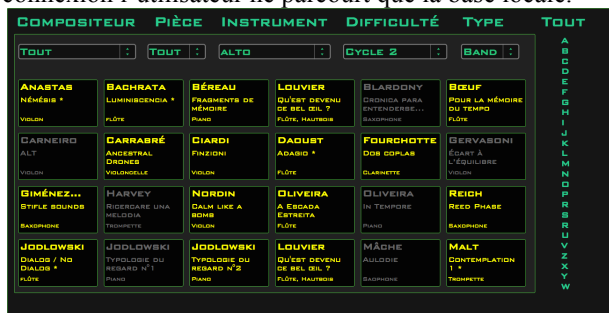 connexion l'utilisateur ne parcourt que la base locale.
COMPOSITEUR PIÈCE INSTRUMENT DIFFICULTÉ TYPE TOUT
TOUT TOUT ALTO CYCLE 2 BAND
ANASTAS BACHRATA BÉREAU LOUVIER BLARDONY BŒUF
NÉMÉSIS * LUMINISCENCIA * FRAGMENTS DE MÉMOIRE QU'EST DEVENU CE BEL ŒIL ? CRÓNICA PARA ENTENDERSE... POUR LA MÉMOIRE DU TEMPO
VIOLON FLÛTE PIANO FLÛTE, HAUTBOIS SAXOPHONE FLÛTE
CARNEIRO CARRABRÉ CIARDI DAOUST FOURCHOTTE GERVASONI
ALT ANCESTRAL DRONES FINZIONI ADAGIO * DOS COPLAS ÉCART À L'ÉQUILIBRE
VIOLON VIOLONCELLE VIOLON FLÛTE CLARINETTE VIOLON
GIMÉNEZ... HARVEY NORDIN OLIVEIRA OLIVEIRA REICH
STIFLE SOUNDS RICERCARE UNA MELODIA CALM LIKE A BOMB A ESCADA ESTREITA IN TEMPORE REED PHASE
SAXOPHONE TROMPETTE VIOLON FLÛTE PIANO SAXOPHONE
JODLOWSKI JODLOWSKI JODLOWSKI LOUVIER MÂCHE MALT
DIALOG / NO DIALOG * TYPOLOGIE DU REGARD N°1 TYPOLOGIE DU REGARD N°2 QU'EST DEVENU CE BEL ŒIL ? AULODIE CONTEMPLATION 1 *
FLÛTE PIANO PIANO FLÛTE, HAUTBOIS SAOPHONE TROMPETTE
A
B
C
D
E
F
G
H
I
J
K
L
M
N
O
P
R
S
R
U
V
Z
X
Y
W